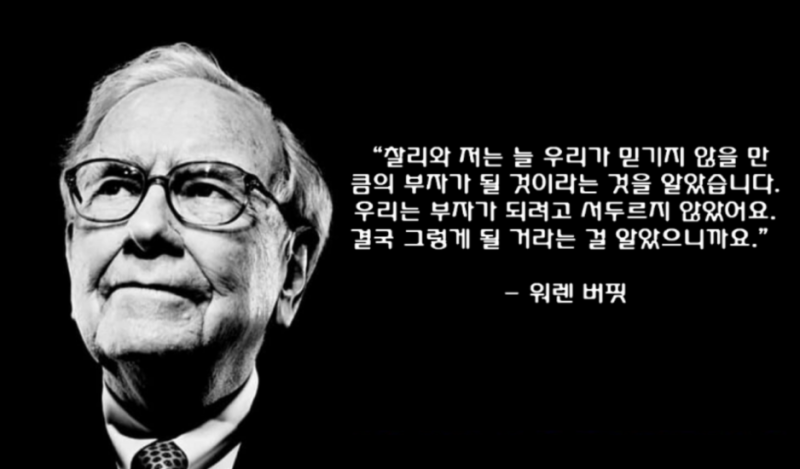 “찰리와 저는 늘 우리가 믿기지 않을 만
큼의 부자가 될 것이라는 것을 알았습니다.
우리는 부자가 되려고 서두르지 않았어요.
결국 그렇게 될 거라는 걸 알았으니까요.”
– 워렌 버핏